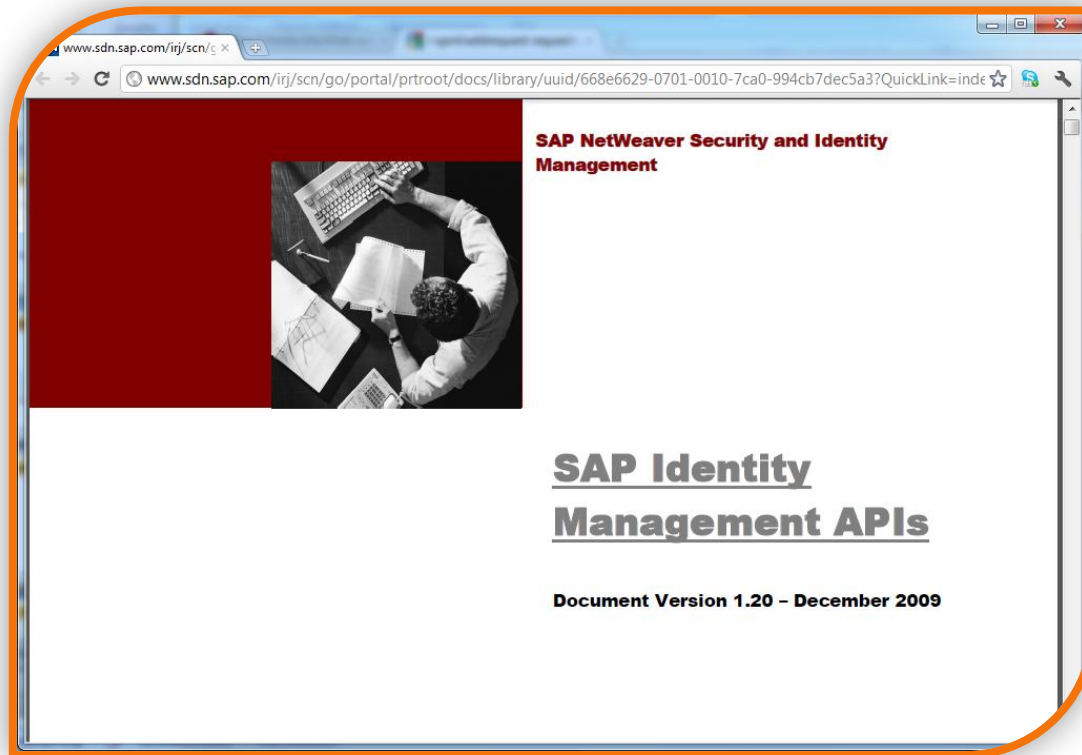 www.sdn.sap.com/irj/scn/g
www.sdn.sap.com/irj/scn/go/portal/prtroot/docs/library/uuid/668e6629-0701-0010-7ca0-994cb7dec5a3?QuickLink=inde
SAP NetWeaver Security and Identity
Management
SAP Identity
Management APIs
Document Version 1.20 – December 2009